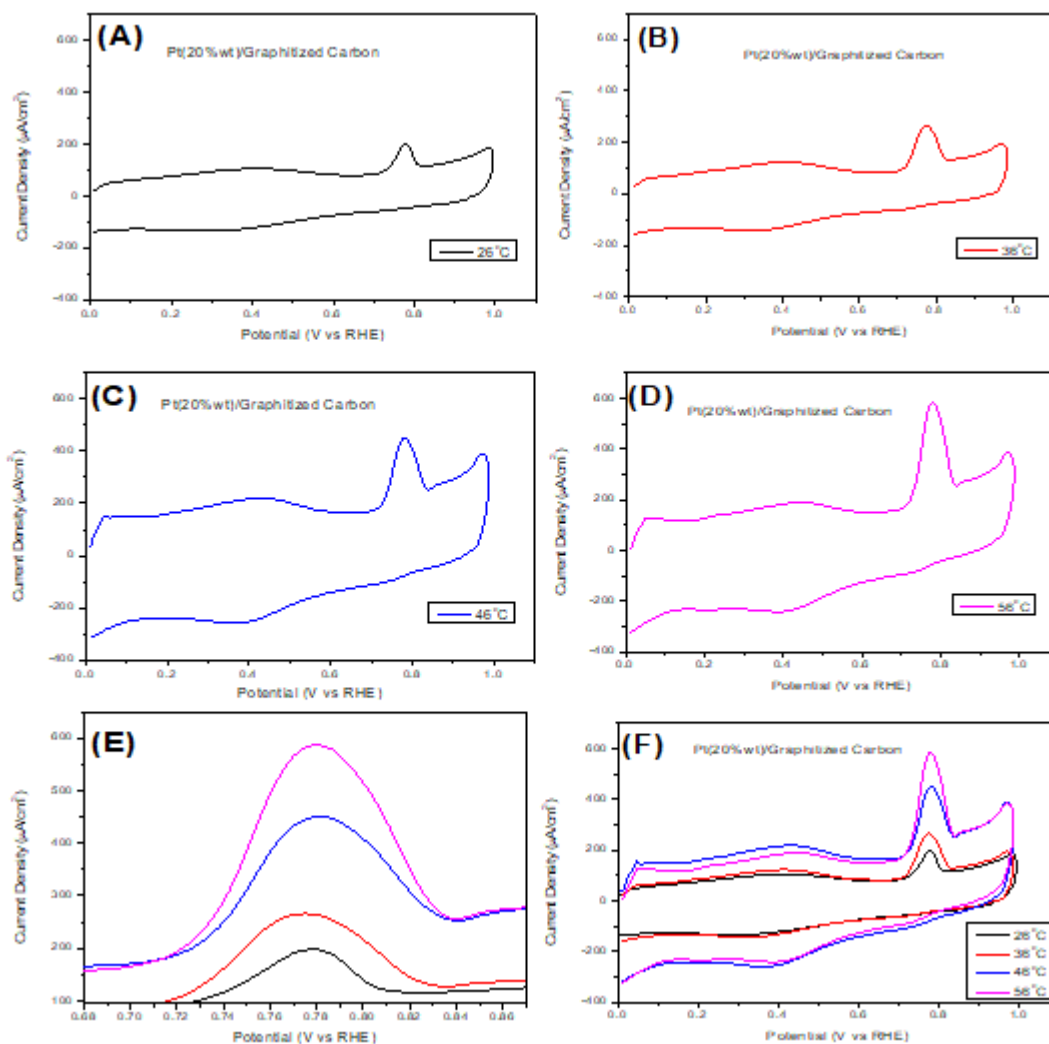 (A)
Pt(20%wt)/Graphitized Carbon
Current Density (µA/cm²)
600
400
200
0
-200
-400
26°C
0.0 0.2 0.4 0.6 0.8 1.0
Potential (V vs RHE)
(B)
Pt(20%wt)/Graphitized Carbon
Current Density (µA/cm²)
600
400
200
0
-200
-400
36°C
0.0 0.2 0.4 0.6 0.8 1.0
Potential (V vs RHE)
(C)
Pt(20%wt)/Graphitized Carbon
Current Density (µA/cm²)
600
400
200
0
-200
-400
46°C
0.0 0.2 0.4 0.6 0.8 1.0
Potential (V vs RHE)
(D)
Pt(20%wt)/Graphitized Carbon
Current Density (µA/cm²)
600
400
200
0
-200
-400
56°C
0.0 0.2 0.4 0.6 0.8 1.0
Potential (V vs RHE)
(E)
Current Density (µA/cm²)
600
500
400
300
200
100
0.68 0.70 0.72 0.74 0.76 0.78 0.80 0.82 0.84 0.86
Potential (V vs RHE)
(F)
Pt(20%wt)/Graphitized Carbon
Current Density (µA/cm²)
600
400
200
0
-200
-400
26°C
36°C
46°C
56°C
0.0 0.2 0.4 0.6 0.8 1.0
Potential (V vs RHE)